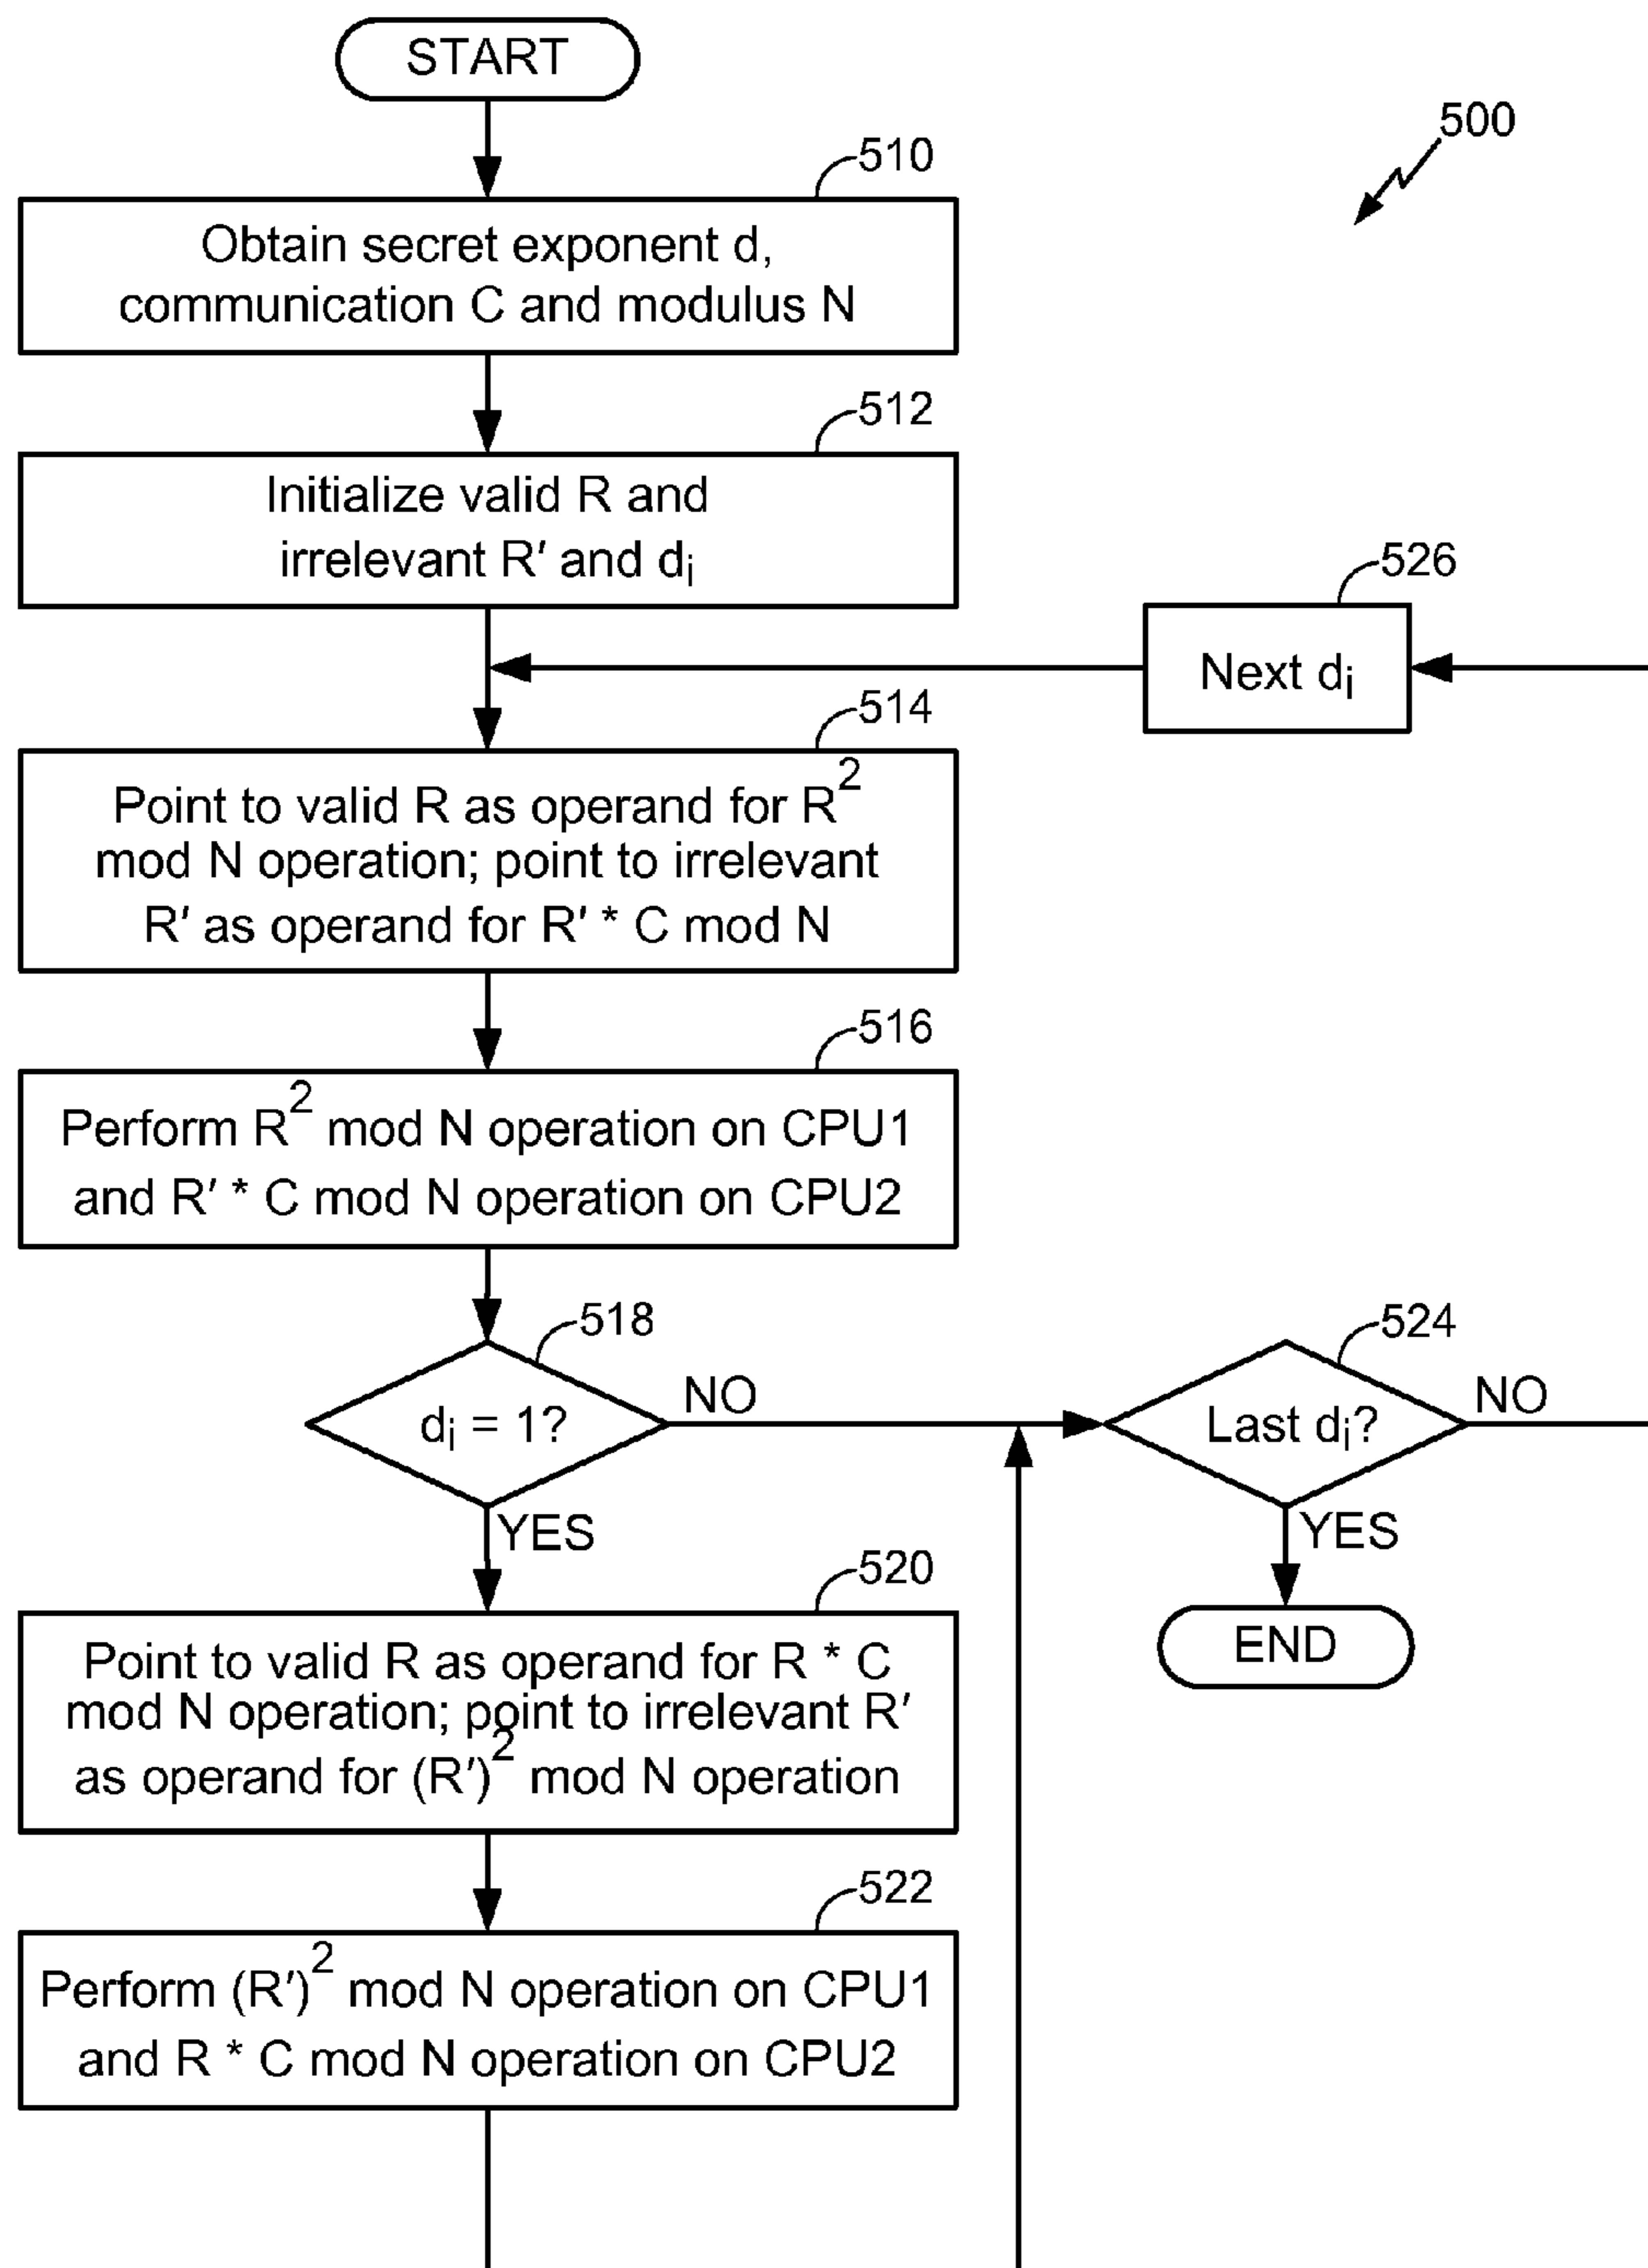 START
500
510
Obtain secret exponent d,
communication C and modulus N
512
Initialize valid R and
irrelevant R' and di
526
Next di
514
Point to valid R as operand for R²
mod N operation; point to irrelevant
R' as operand for R' * C mod N
516
Perform R² mod N operation on CPU1
and R' * C mod N operation on CPU2
518
di = 1?
NO
YES
524
Last di?
NO
YES
END
520
Point to valid R as operand for R * C
mod N operation; point to irrelevant R'
as operand for (R')² mod N operation
522
Perform (R')² mod N operation on CPU1
and R * C mod N operation on CPU2